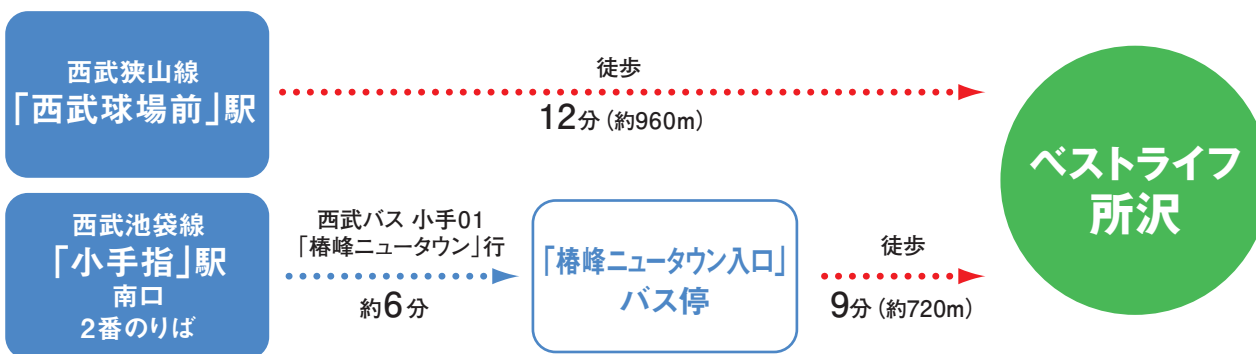 西武狭山線
「西武球場前」駅
徒歩
12分(約960m)
西武池袋線
「小手指」駅
南口
2番のりば
西武バス 小手01
「椿峰ニュータウン」行
約6分
「椿峰ニュータウン入口」
バス停
徒歩
9分(約720m)
ベストライフ
所沢